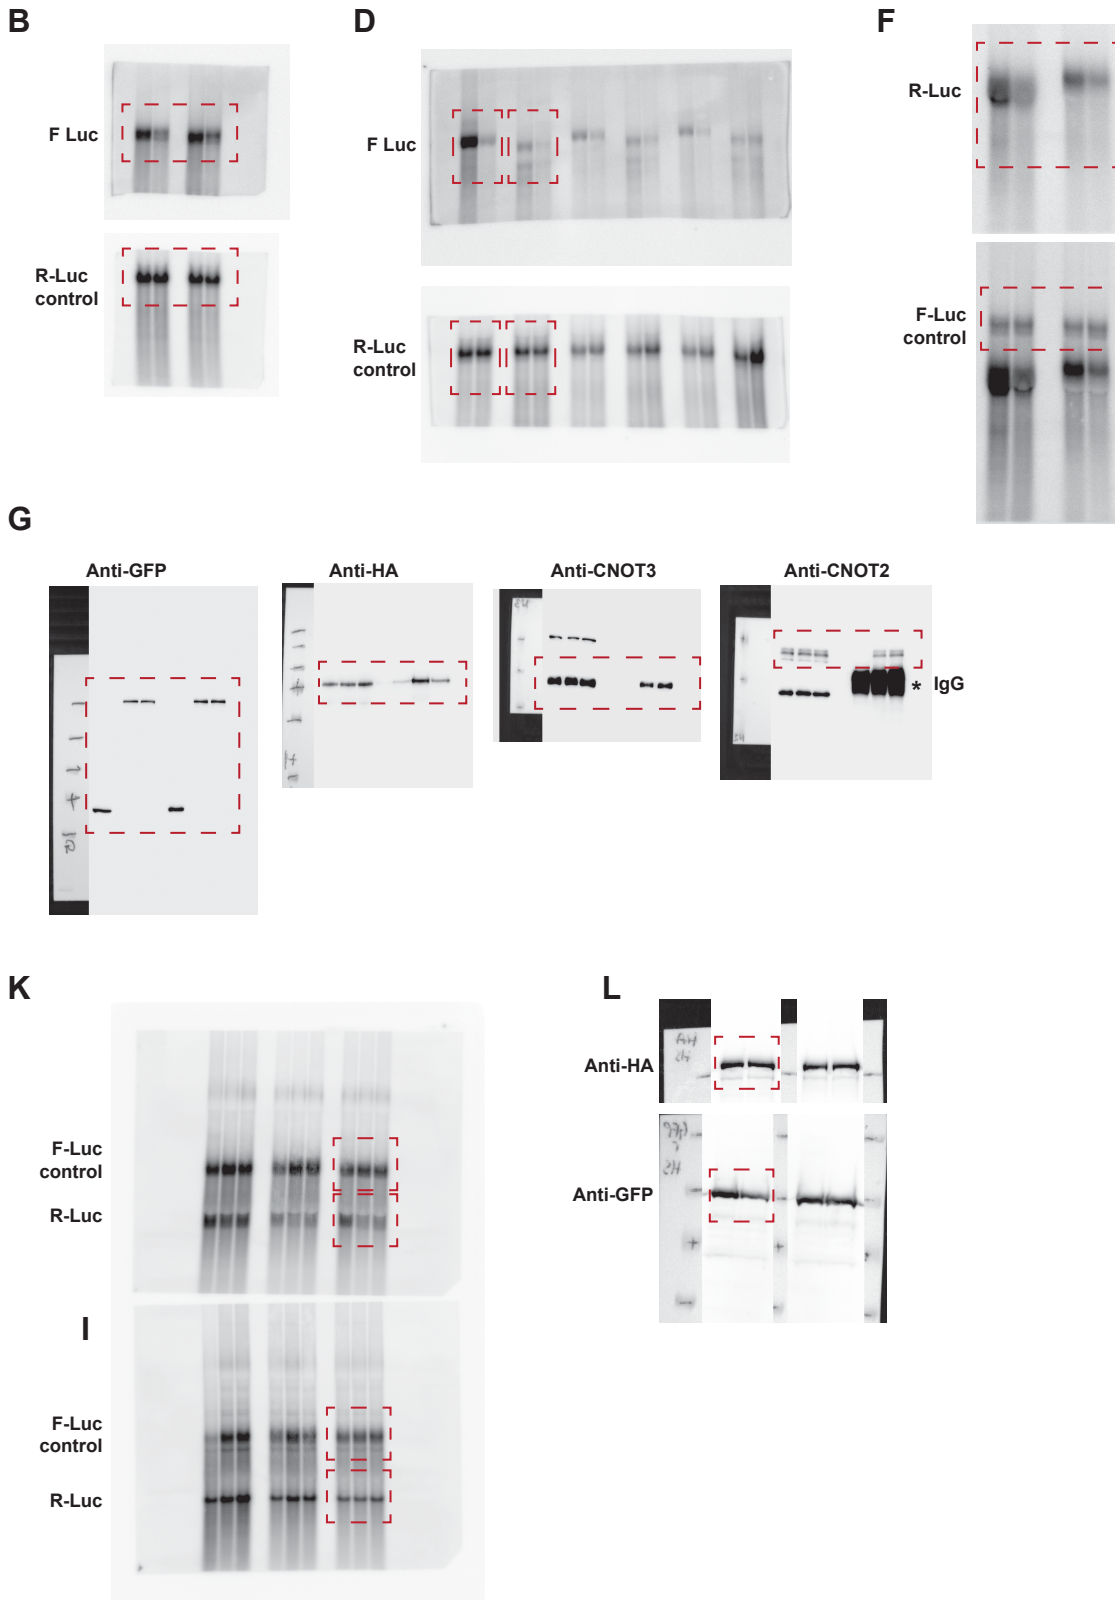 B
F Luc
R-Luc
control
D
F Luc
R-Luc
control
F
R-Luc
F-Luc
control
G
Anti-GFP
Anti-HA
Anti-CNOT3
Anti-CNOT2
* IgG
K
F-Luc
control
R-Luc
I
F-Luc
control
R-Luc
L
Anti-HA
Anti-GFP